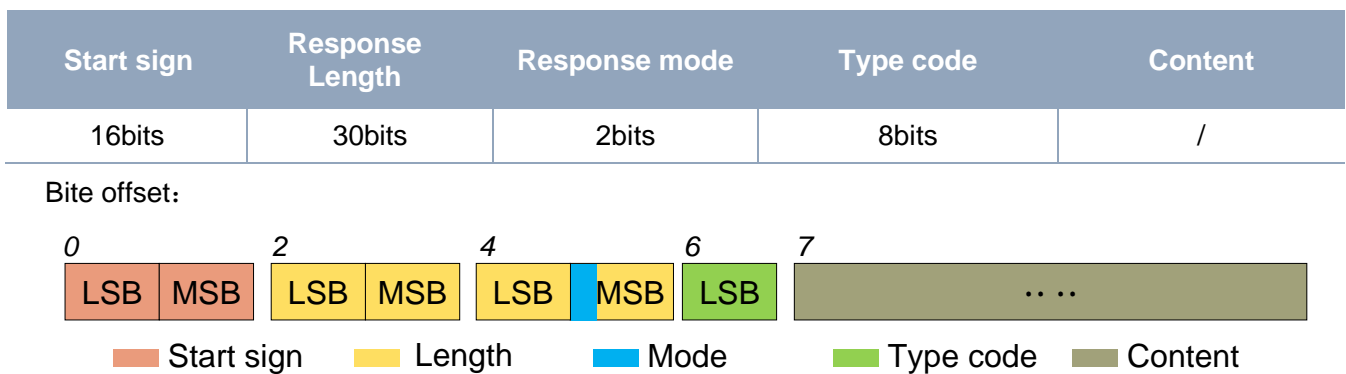 Start sign Response Length Response mode Type code Content
16bits 30bits 2bits 8bits /
Bite offset：
0 2 4 6 7
LSB MSB LSB MSB LSB MSB LSB .. ..
Start sign Length Mode Type code Content